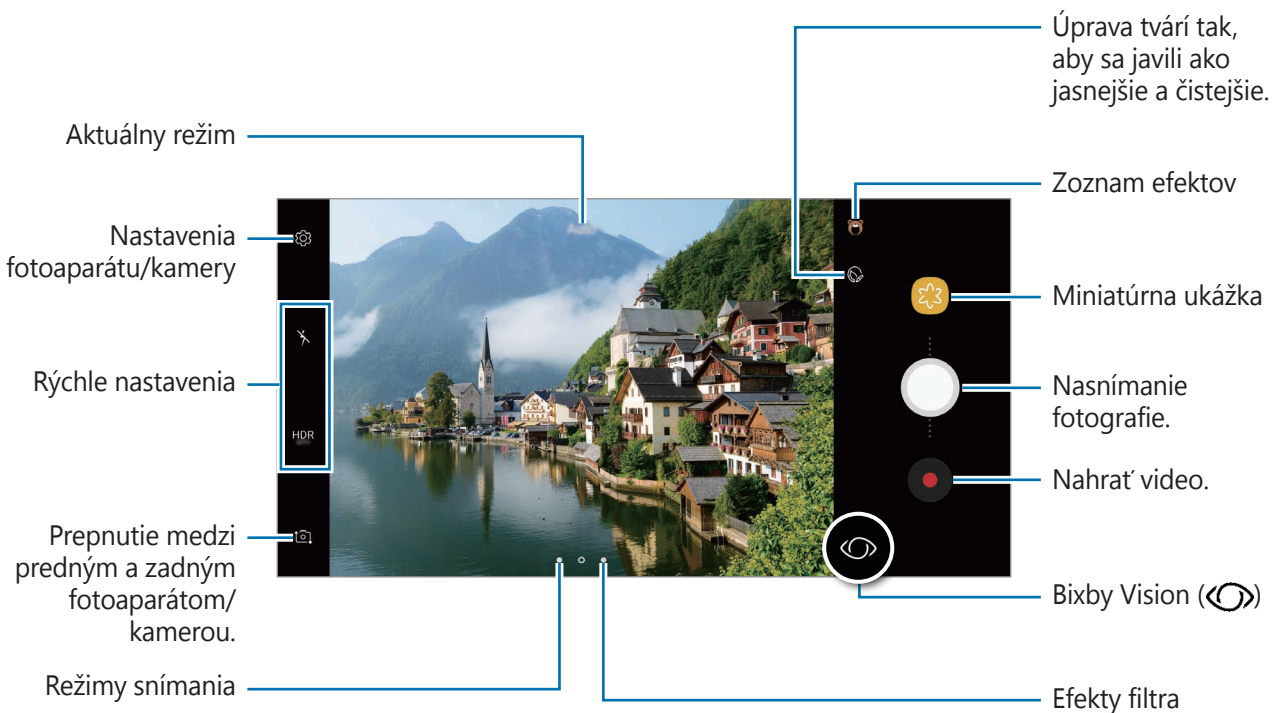 Aktuálny režim
Nastavenia
fotoaparátu/kamery
Rýchle nastavenia
HDR
Prepnutie medzi
predným a zadným
fotoaparátom/
kamerou.
Režimy snímania
Úprava tvárí tak,
aby sa javili ako
jasnejšie a čistejšie.
Zoznam efektov
Miniatúrna ukážka
Nasnímanie
fotografie.
Nahrať video.
Bixby Vision ()
Efekty filtra